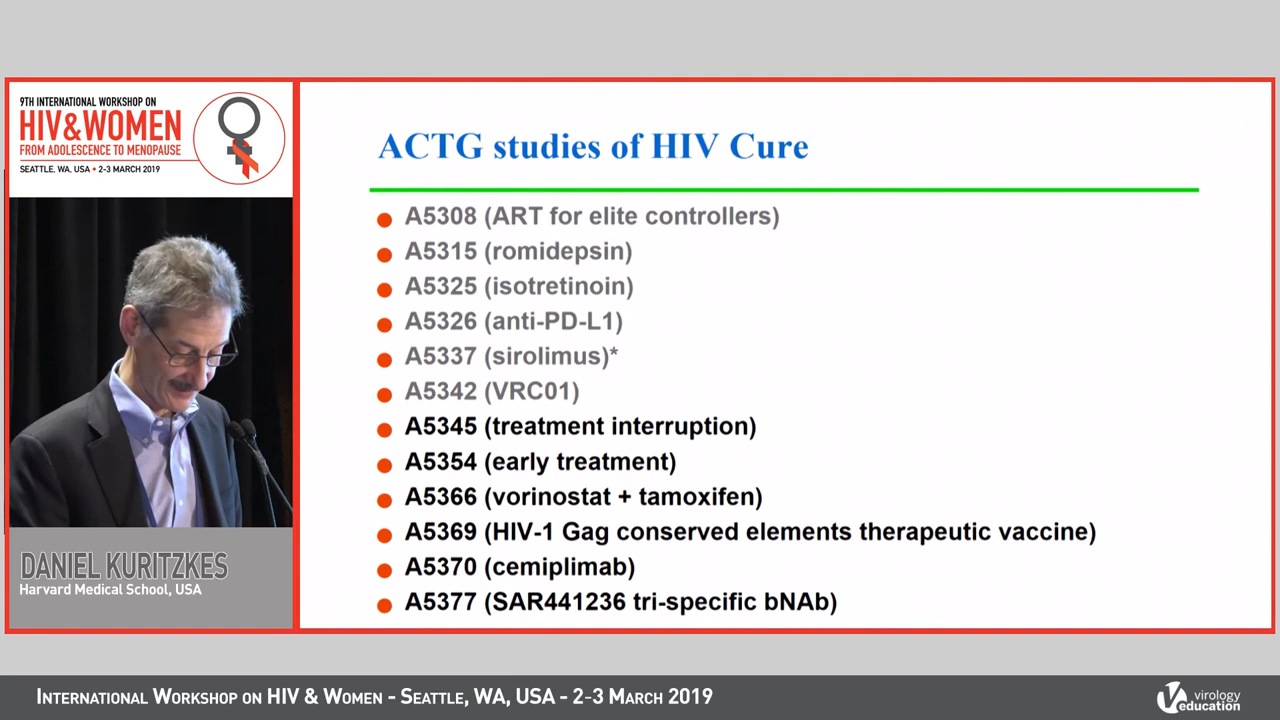 9TH INTERNATIONAL WORKSHOP ON
HIV&WOMEN
FROM ADOLESCENCE TO MENOPAUSE
SEATTLE, WA, USA • 2-3 MARCH 2019
DANIEL KURITZKES
Harvard Medical School, USA
ACTG studies of HIV Cure
A5308 (ART for elite controllers)
A5315 (romidepsin)
A5325 (isotretinoin)
A5326 (anti-PD-L1)
A5337 (sirolimus)*
A5342 (VRC01)
A5345 (treatment interruption)
A5354 (early treatment)
A5366 (vorinostat + tamoxifen)
A5369 (HIV-1 Gag conserved elements therapeutic vaccine)
A5370 (cemiplimab)
A5377 (SAR441236 tri-specific bNAb)
INTERNATIONAL WORKSHOP ON HIV & WOMEN - SEATTLE, WA, USA - 2-3 MARCH 2019
virology
education